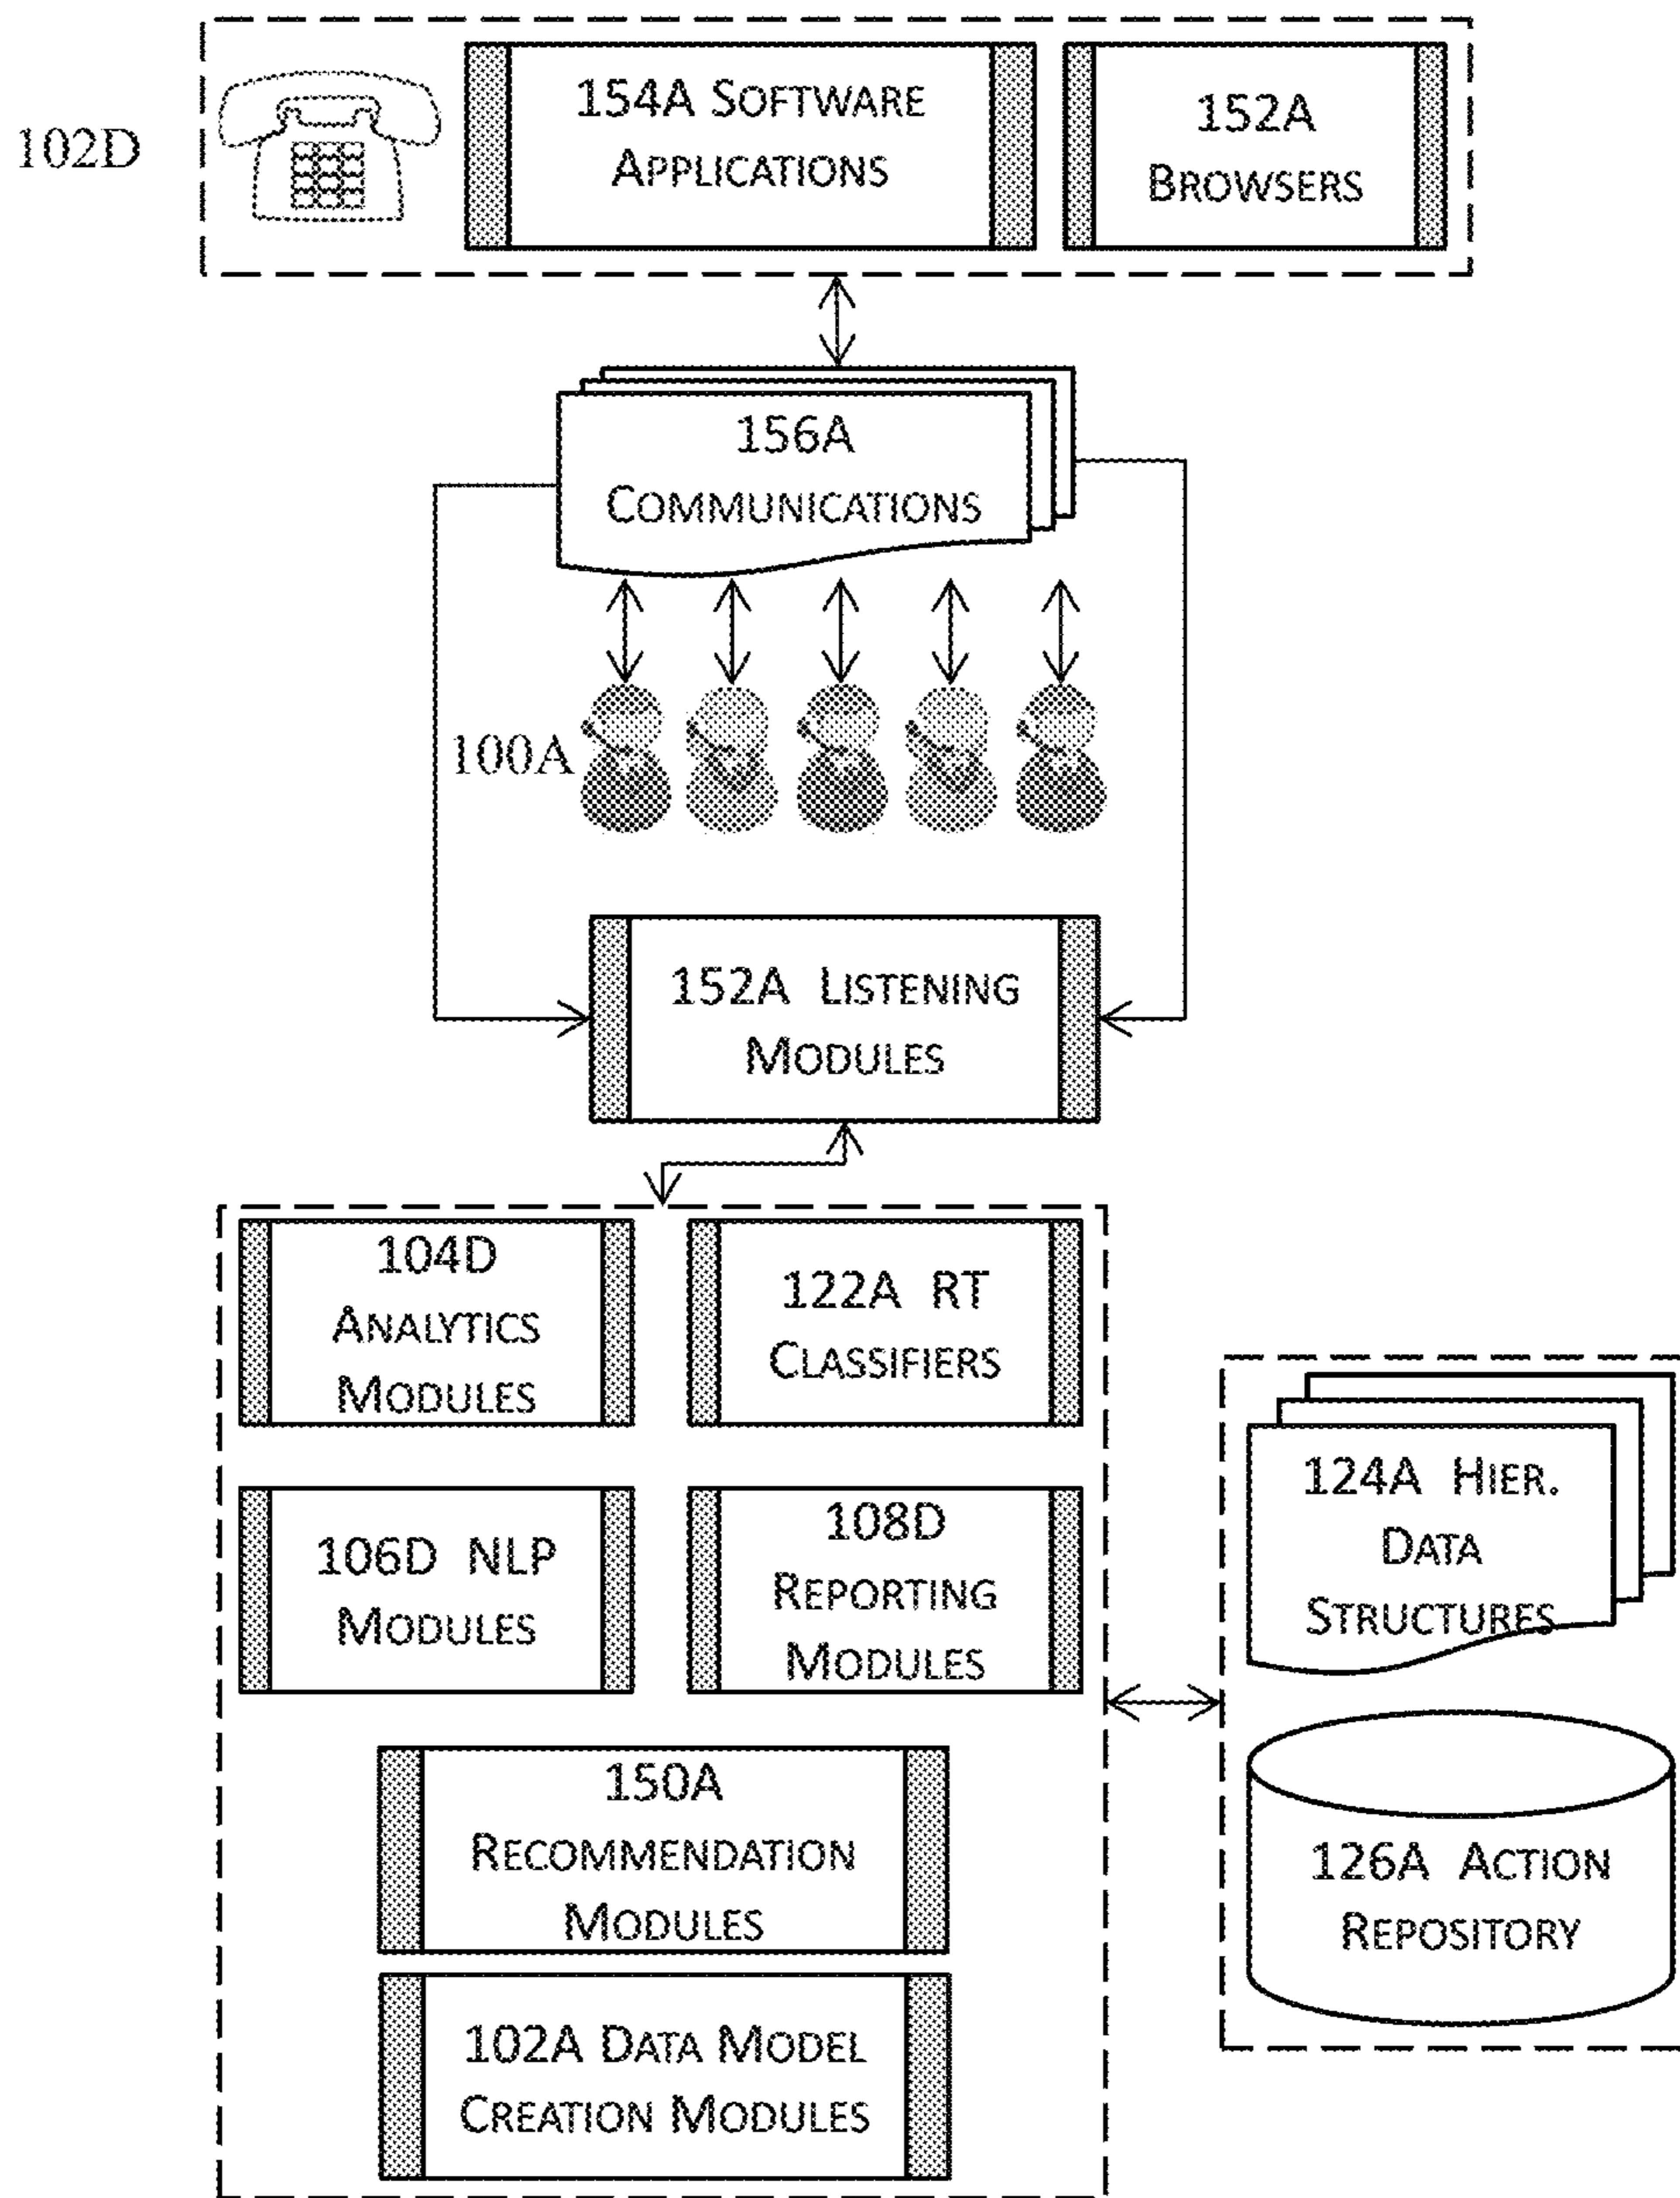 102D
154A SOFTWARE
APPLICATIONS
152A
BROWSERS
156A
COMMUNICATIONS
100A
152A LISTENING
MODULES
104D
ANALYTICS
MODULES
122A RT
CLASSIFIERS
106D NLP
MODULES
108D
REPORTING
MODULES
150A
RECOMMENDATION
MODULES
102A DATA MODEL
CREATION MODULES
124A HIER.
DATA
STRUCTURES
126A ACTION
REPOSITORY